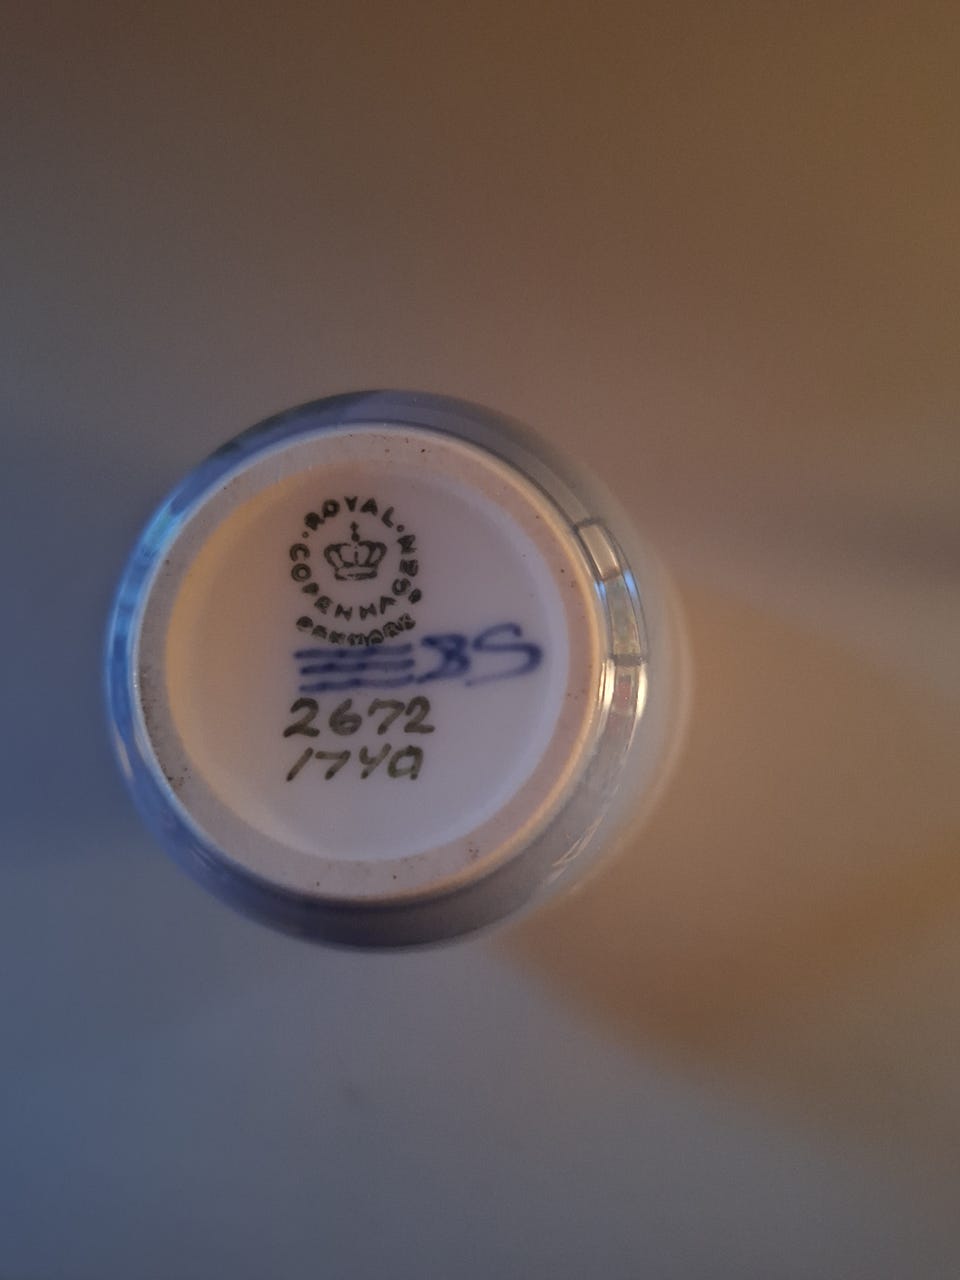 ROYAL
COPENHAGEN
DENMARK
BS
2672
1740